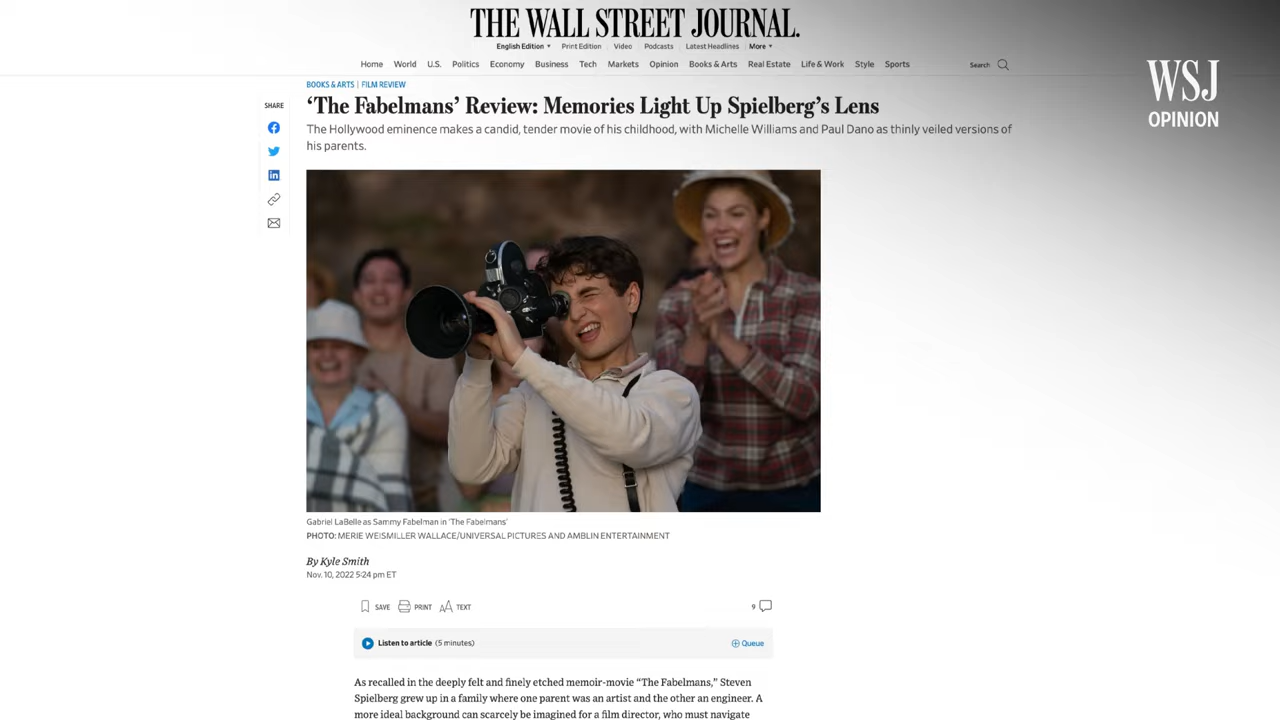 THE WALL STREET JOURNAL.
English Edition ▼ Print Edition Video Podcasts Latest Headlines More ▼
Home World U.S. Politics Economy Business Tech Markets Opinion Books & Arts Real Estate Life & Work Style Sports Search
WSJ
OPINION
BOOKS & ARTS | FILM REVIEW
SHARE
‘The Fabelmans’ Review: Memories Light Up Spielberg’s Lens
The Hollywood eminence makes a candid, tender movie of his childhood, with Michelle Williams and Paul Dano as thinly veiled versions of
his parents.
Gabriel LaBelle as Sammy Fabelman in ‘The Fabelmans’
PHOTO: MERIE WEISMILLER WALLACE/UNIVERSAL PICTURES AND AMBLIN ENTERTAINMENT
By Kyle Smith
Nov. 10, 2022 5:24 pm ET
SAVE PRINT AA TEXT 9
Listen to article (5 minutes) Queue
As recalled in the deeply felt and finely etched memoir-movie “The Fabelmans,” Steven
Spielberg grew up in a family where one parent was an artist and the other an engineer. A
more ideal background can scarcely be imagined for a film director, who must navigate